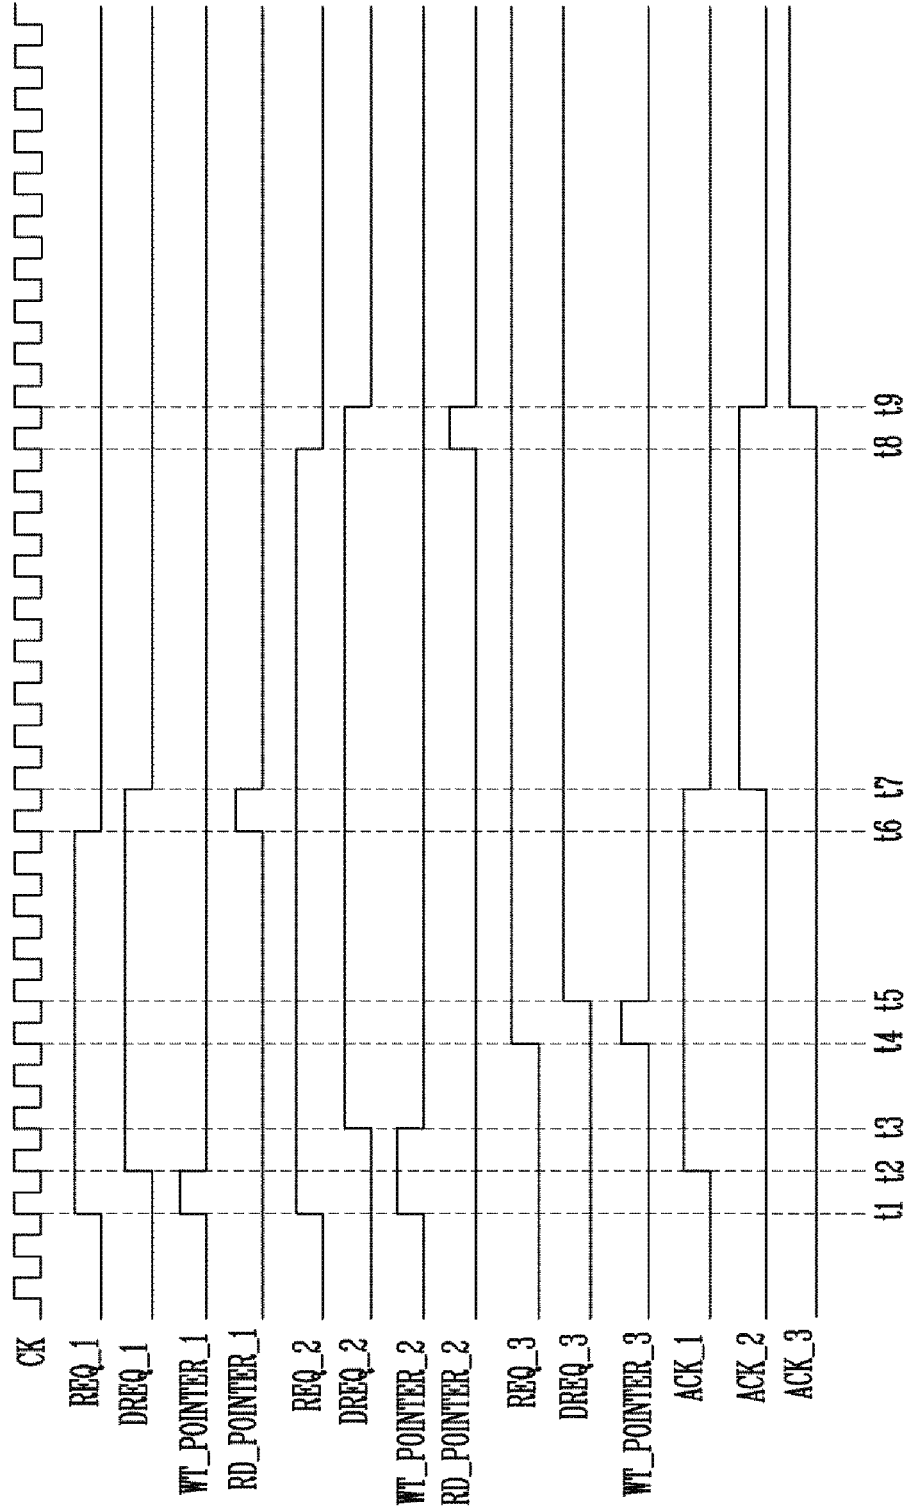 CK
REQ_1
DREQ_1
WT_POINTER_1
RD_POINTER_1
REQ_2
DREQ_2
WT_POINTER_2
RD_POINTER_2
REQ_3
DREQ_3
WT_POINTER_3
ACK_1
ACK_2
ACK_3
t1 t2 t3 t4 t5 t6 t7 t8 t9